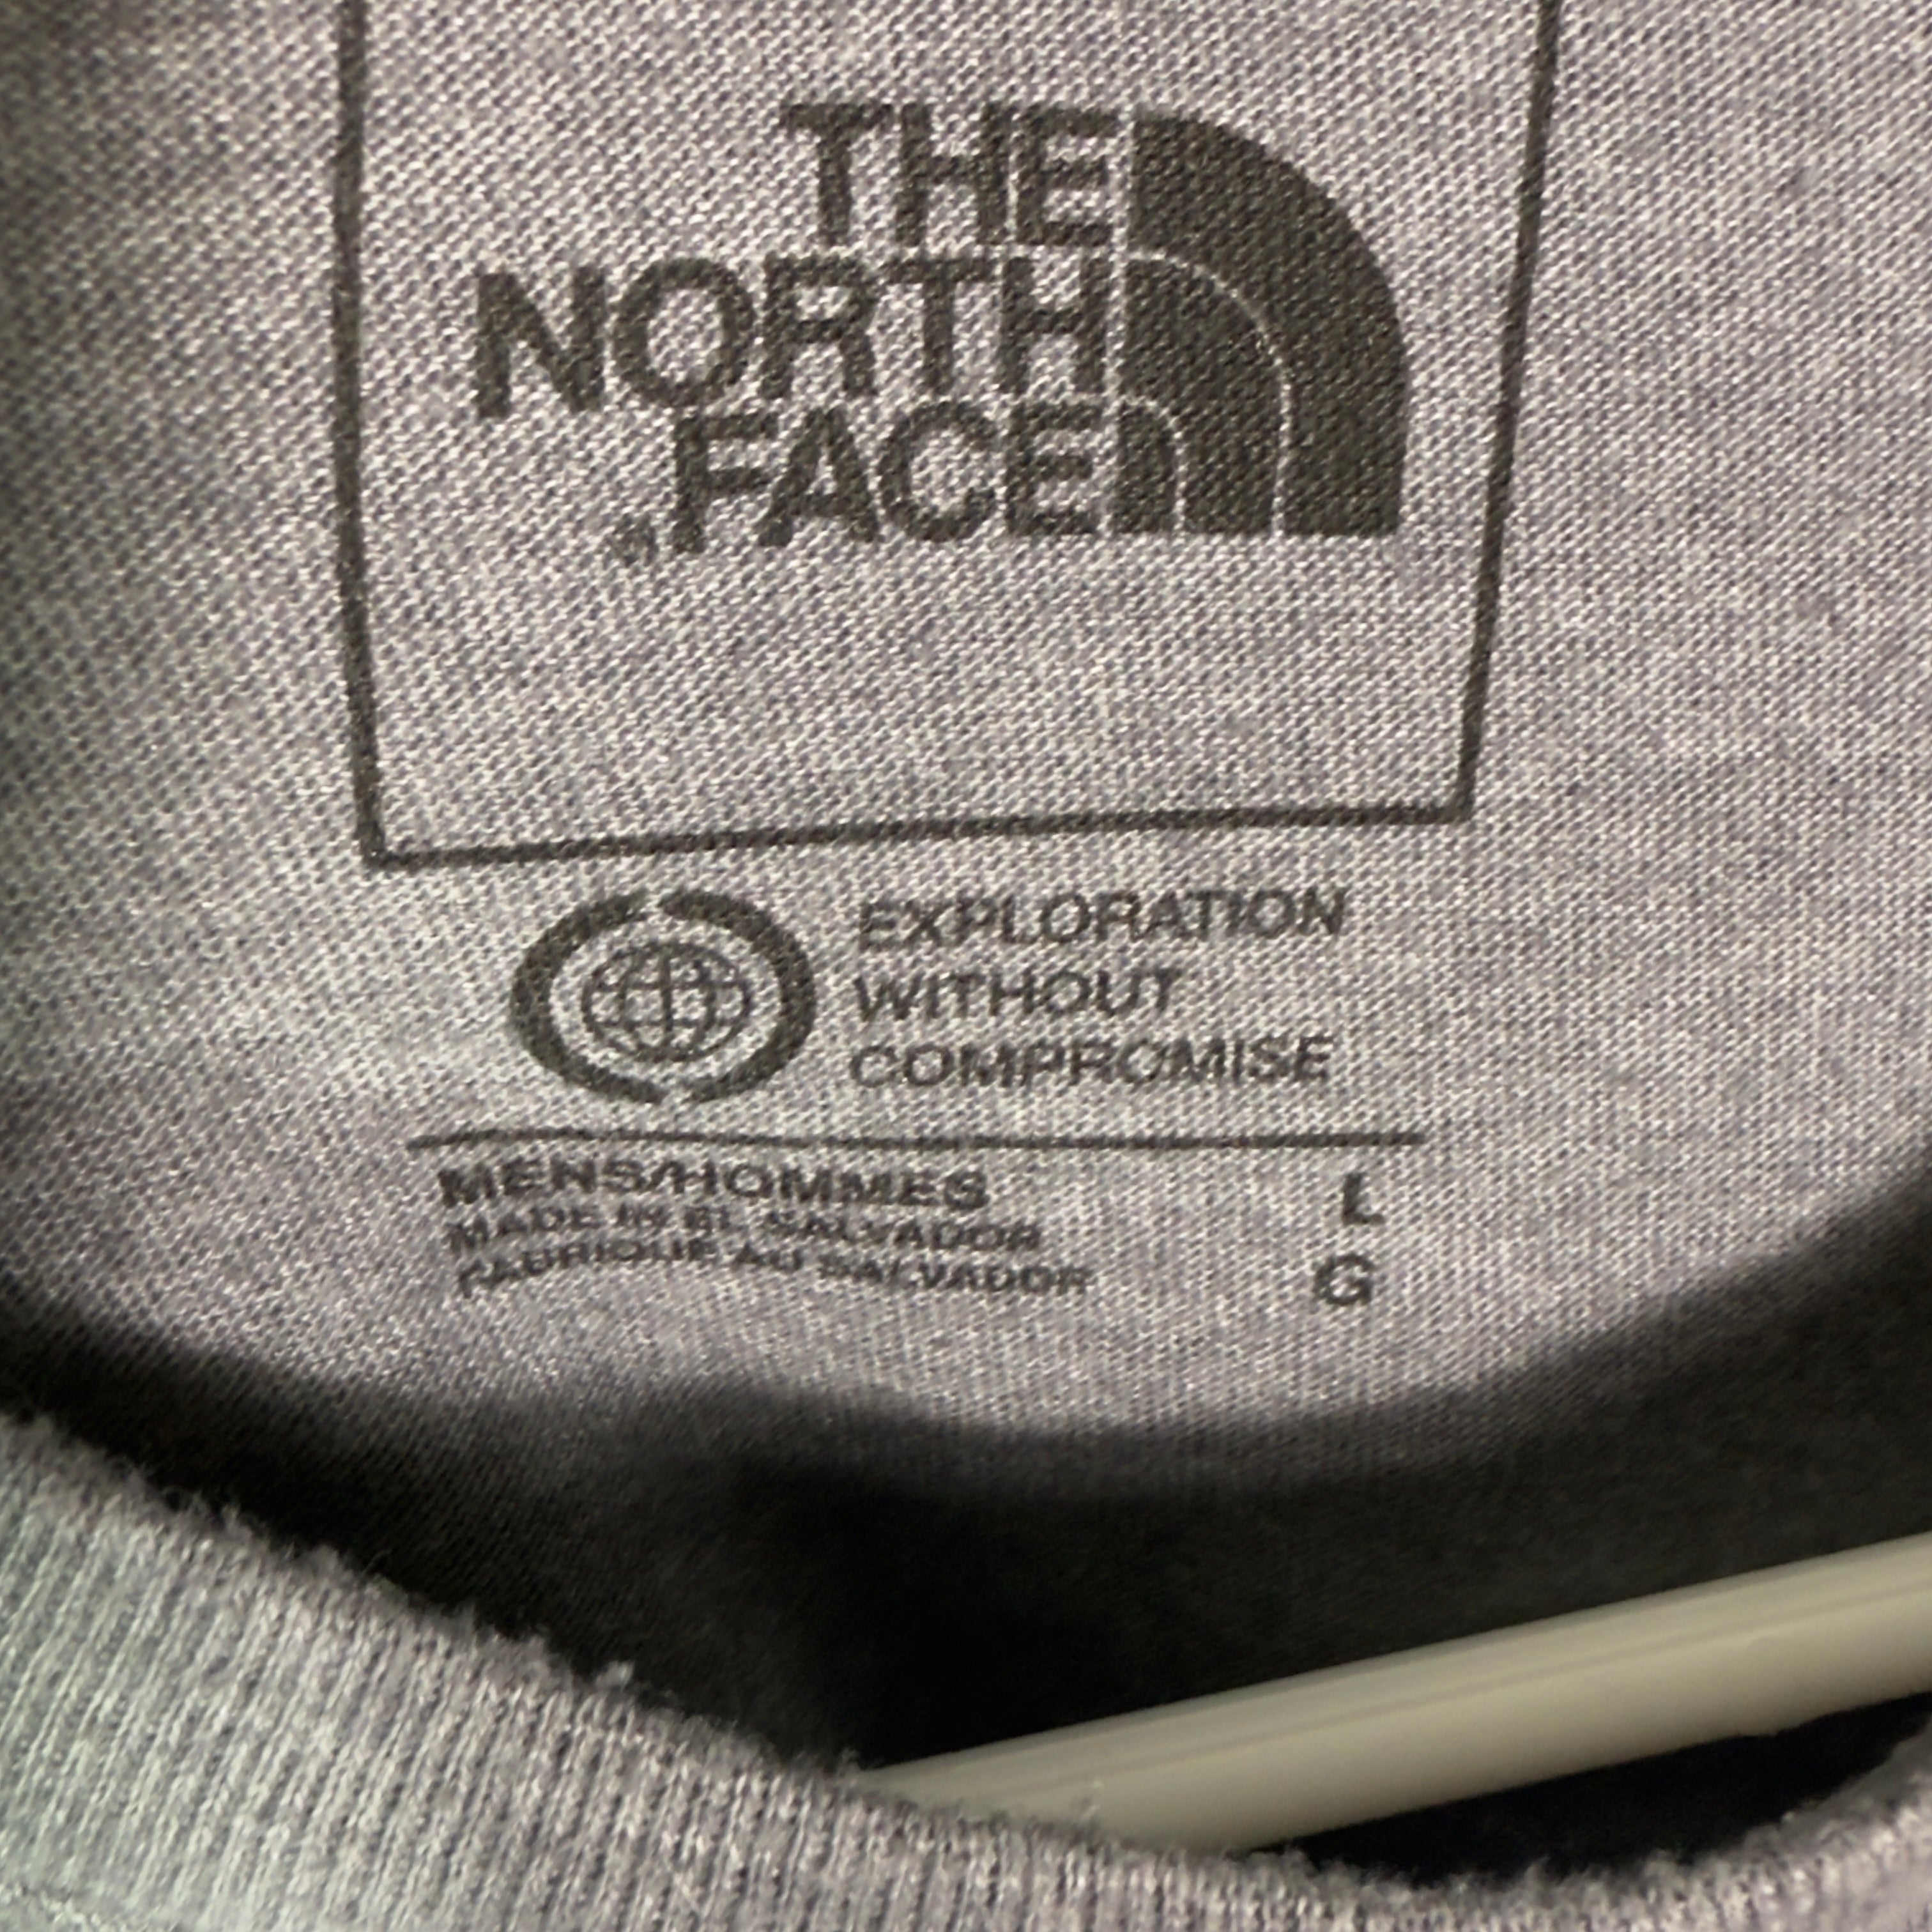 THE
NORTH
FACE
EXPLORATION
WITHOUT
COMPROMISE
MENS/HOMMES L
MADE IN EL SALVADOR
FABRIQUE AU SALVADOR G